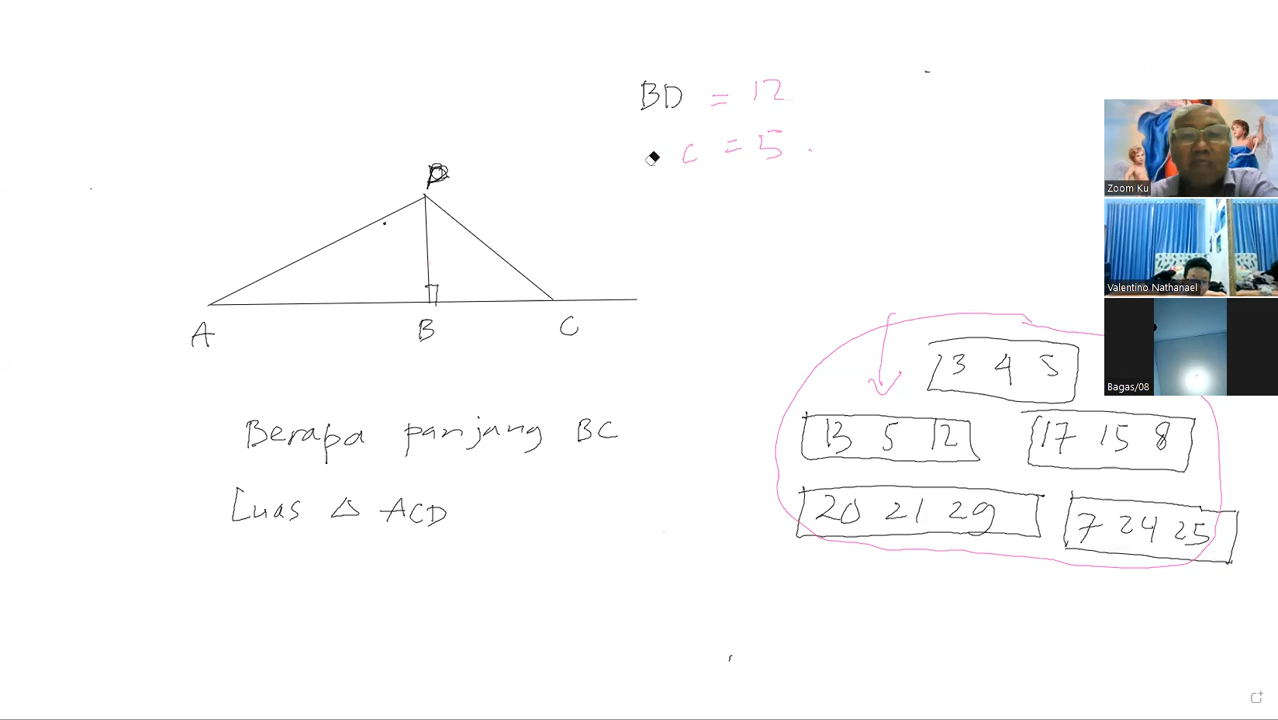 BD = 12
C = 5
D
A B C
Berapa panjang BC
Luas △ ACD
3 4 5
13 5 12
17 15 8
20 21 29
7 24 25
Zoom Ku
Valentino Nathanael
Bagas/08